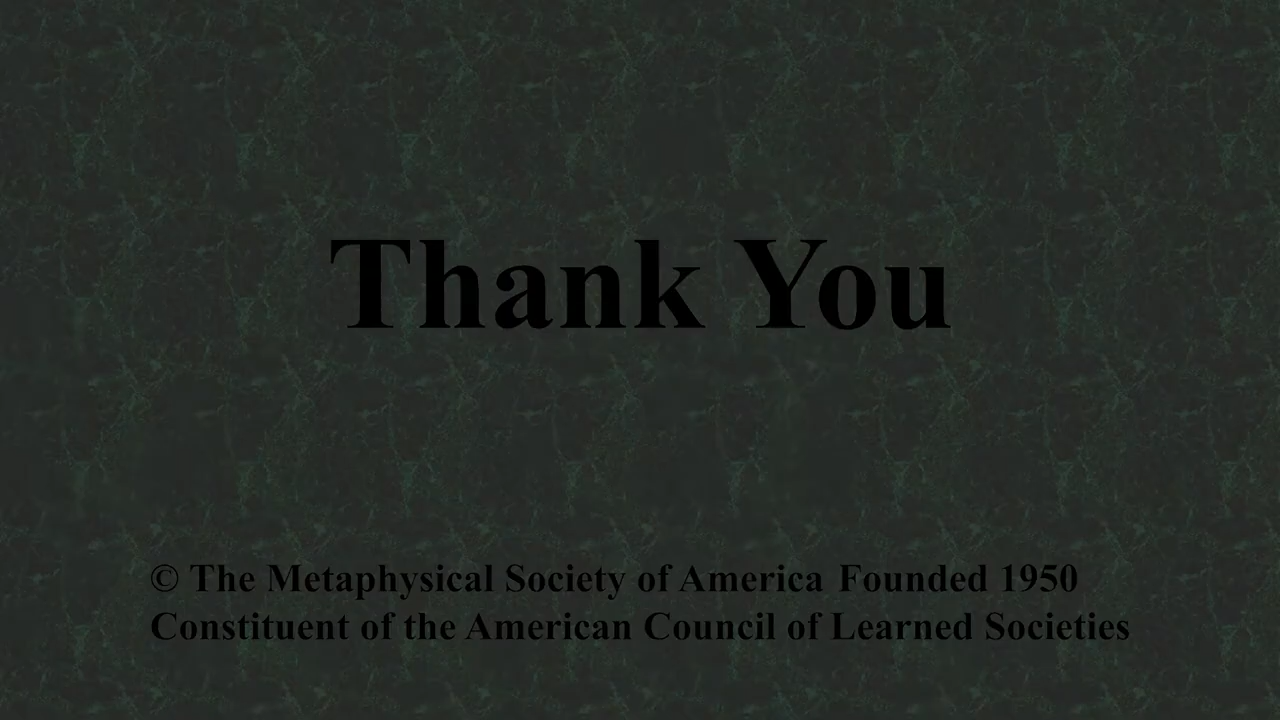 Thank You
© The Metaphysical Society of America Founded 1950
Constituent of the American Council of Learned Societies